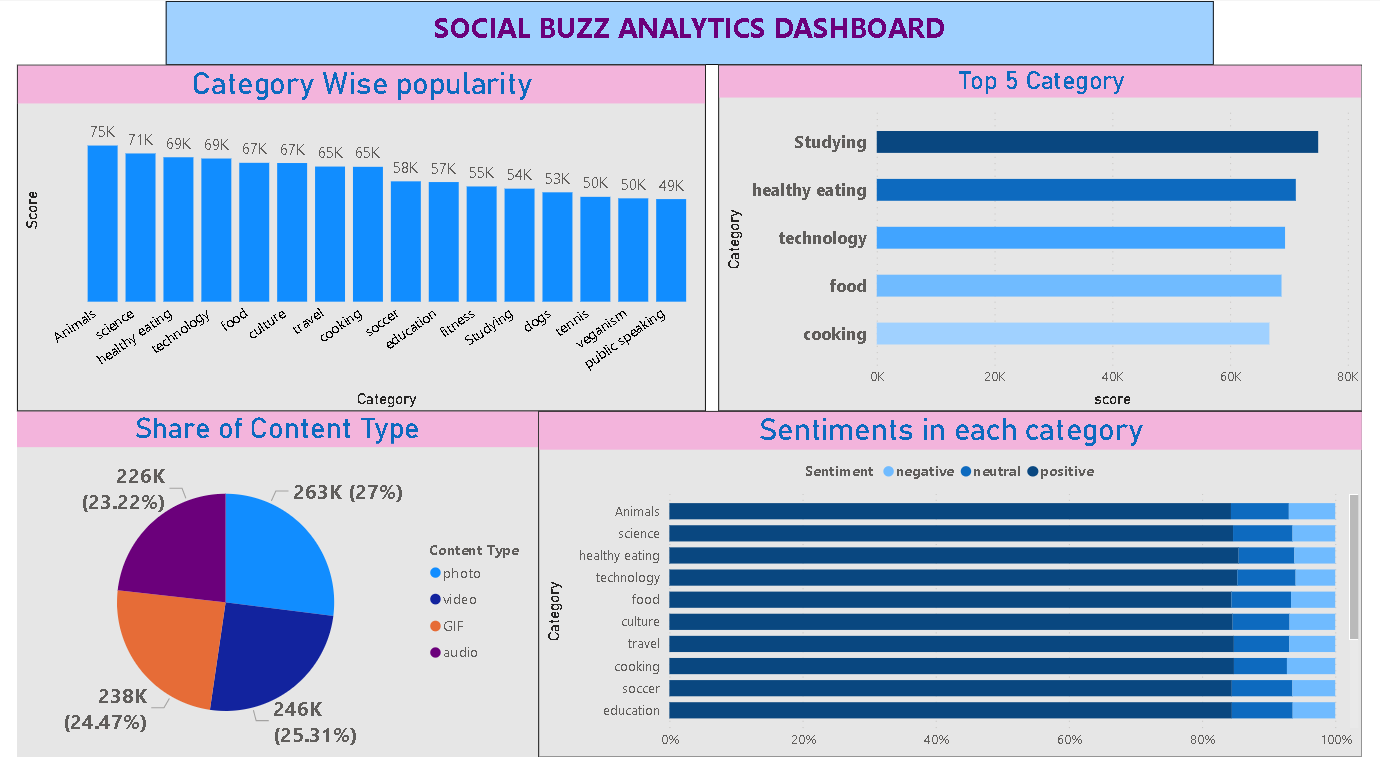 SOCIAL BUZZ ANALYTICS DASHBOARD
Category Wise popularity
Score
75K
71K
69K
69K
67K
67K
65K
65K
58K
57K
55K
54K
53K
50K
50K
49K
Animals
science
healthy eating
technology
food
culture
travel
cooking
soccer
education
fitness
Studying
dogs
tennis
veganism
public speaking
Category
Top 5 Category
Category
Studying
healthy eating
technology
food
cooking
0K 20K 40K 60K 80K
score
Share of Content Type
226K
(23.22%)
263K (27%)
238K
(24.47%)
246K
(25.31%)
Content Type
photo
video
GIF
audio
Sentiments in each category
Sentiment negative neutral positive
Category
Animals
science
healthy eating
technology
food
culture
travel
cooking
soccer
education
0% 20% 40% 60% 80% 100%